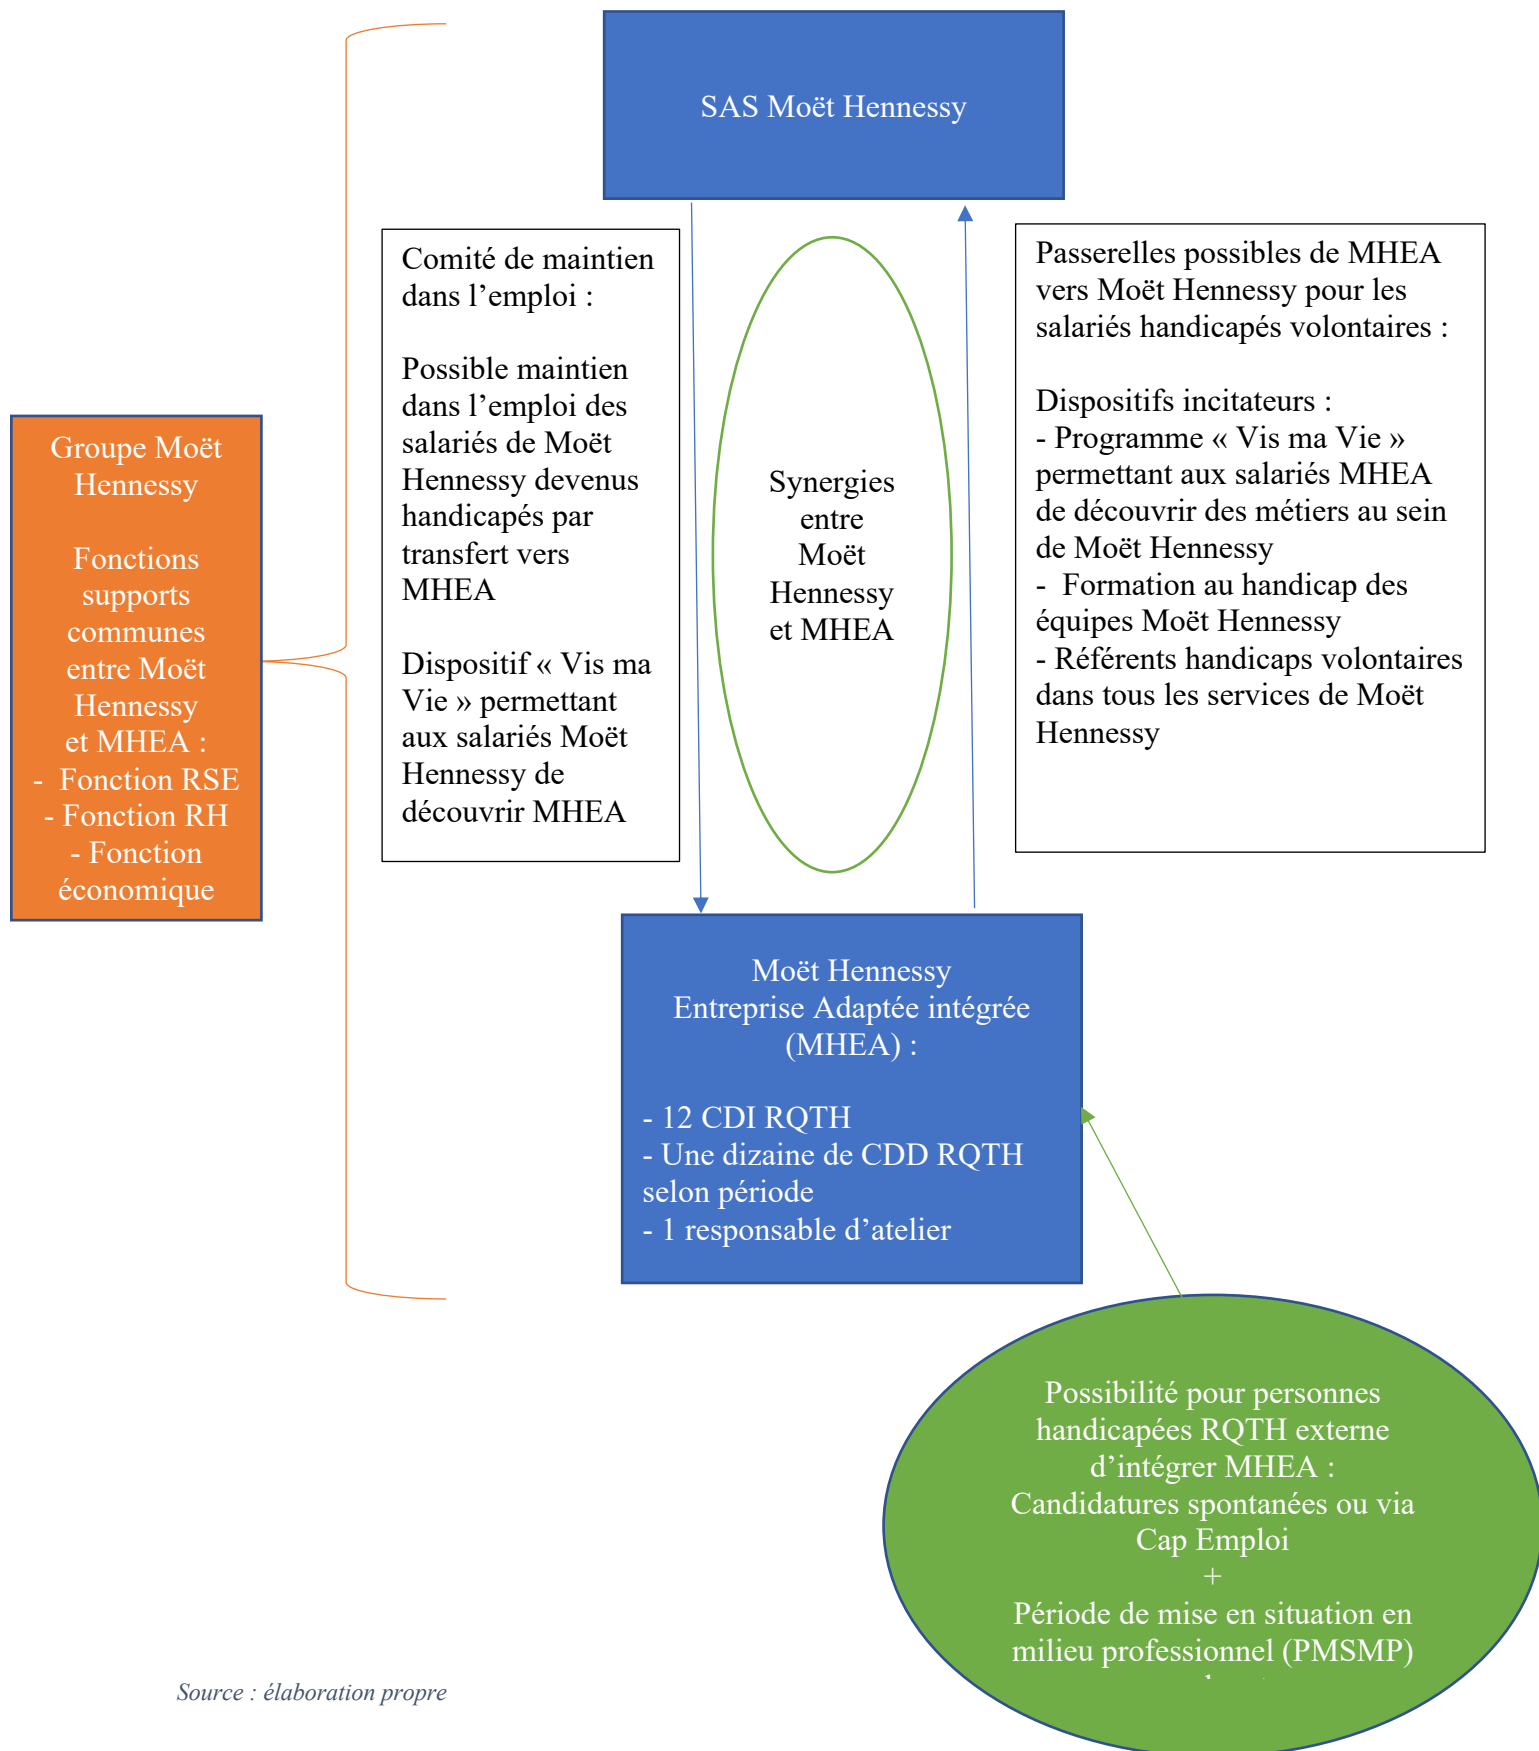 SAS Moët Hennessy
Comité de maintien
dans l’emploi :
Possible maintien
dans l’emploi des
salariés de Moët
Hennessy devenus
handicapés par
transfert vers
MHEA
Dispositif « Vis ma
Vie » permettant
aux salariés Moët
Hennessy de
découvrir MHEA
Synergies
entre
Moët
Hennessy
et MHEA
Passerelles possibles de MHEA
vers Moët Hennessy pour les
salariés handicapés volontaires :
Dispositifs incitateurs :
- Programme « Vis ma Vie »
permettant aux salariés MHEA
de découvrir des métiers au sein
de Moët Hennessy
- Formation au handicap des
équipes Moët Hennessy
- Référents handicaps volontaires
dans tous les services de Moët
Hennessy
Groupe Moët
Hennessy
Fonctions
supports
communes
entre Moët
Hennessy
et MHEA :
- Fonction RSE
- Fonction RH
- Fonction
économique
Moët Hennessy
Entreprise Adaptée intégrée
(MHEA) :
- 12 CDI RQTH
- Une dizaine de CDD RQTH
selon période
- 1 responsable d’atelier
Possibilité pour personnes
handicapées RQTH externe
d’intégrer MHEA :
Candidatures spontanées ou via
Cap Emploi
+
Période de mise en situation en
milieu professionnel (PMSMP)
Source : élaboration propre